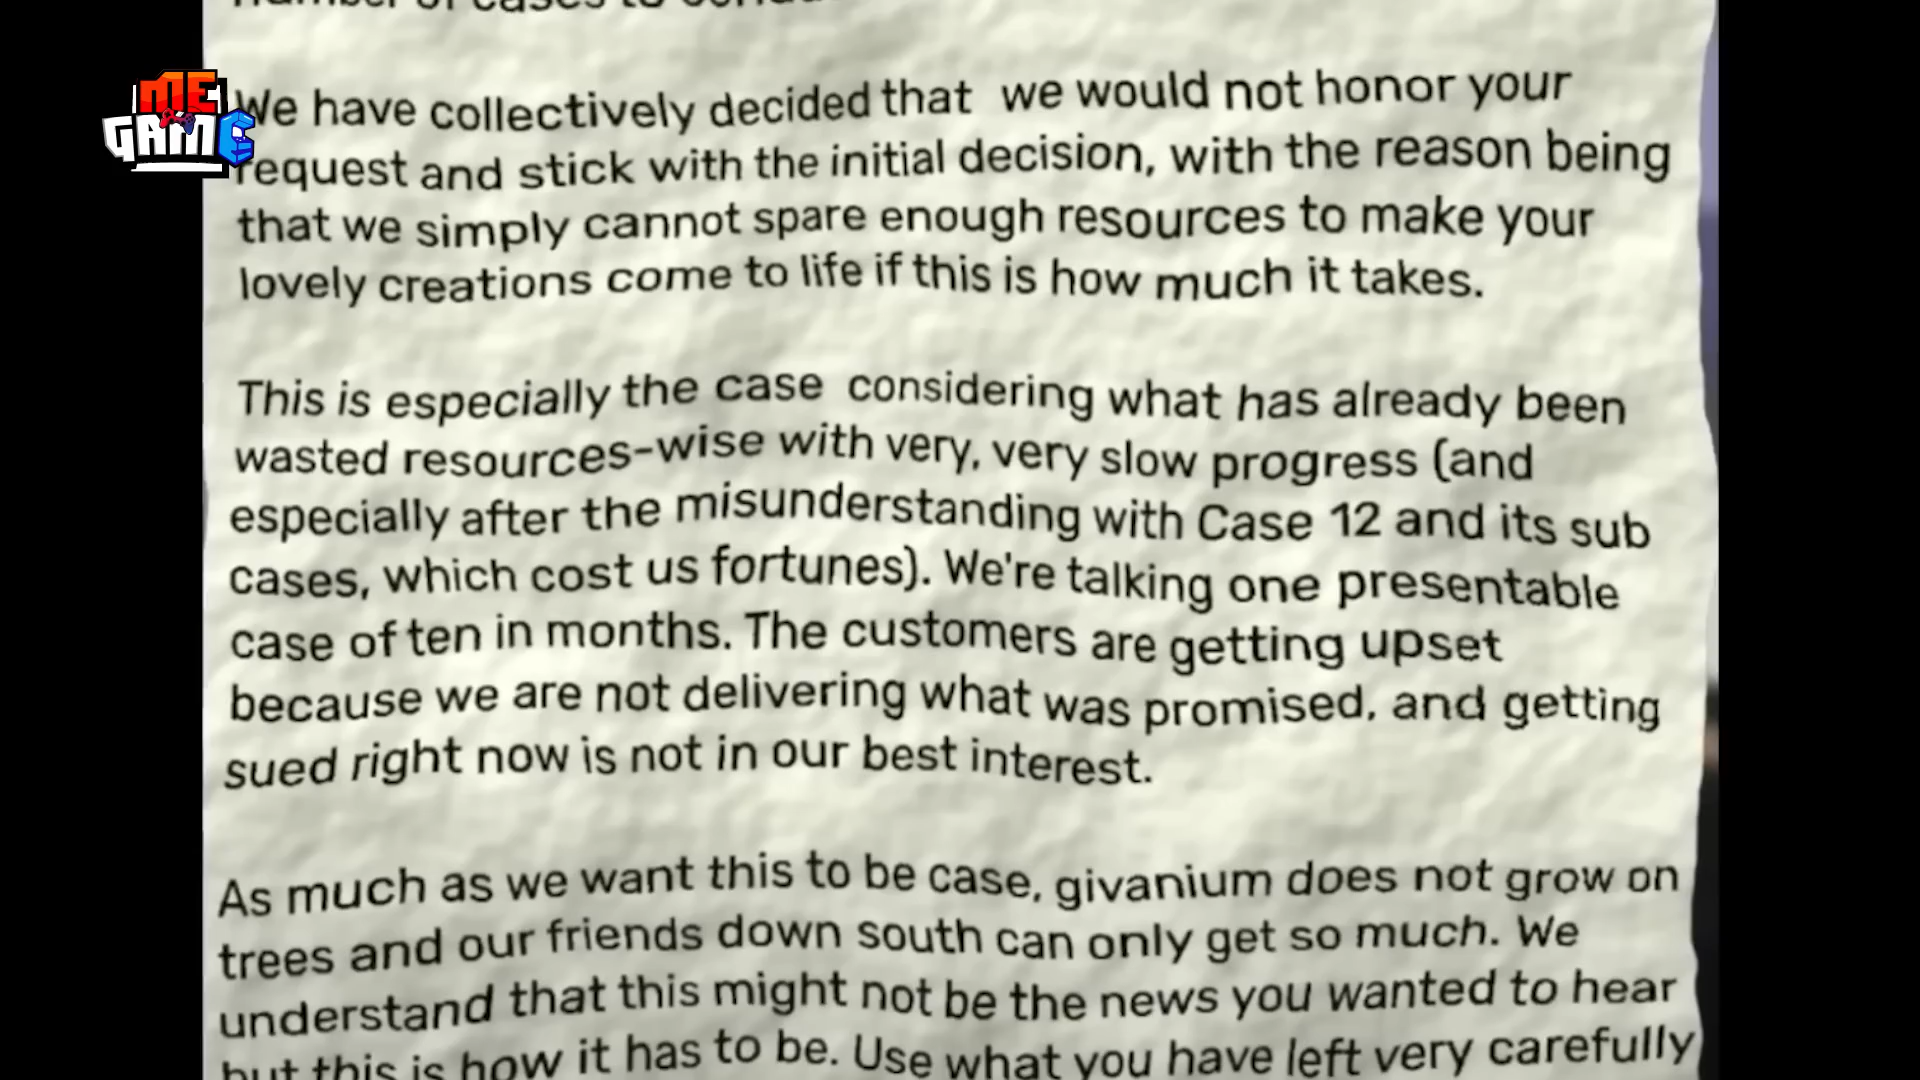 number of cases to
ME
GAME
We have collectively decided that we would not honor your
request and stick with the initial decision, with the reason being
that we simply cannot spare enough resources to make your
lovely creations come to life if this is how much it takes.
This is especially the case considering what has already been
wasted resources-wise with very, very slow progress (and
especially after the misunderstanding with Case 12 and its sub
cases, which cost us fortunes). We're talking one presentable
case of ten in months. The customers are getting upset
because we are not delivering what was promised, and getting
sued right now is not in our best interest.
As much as we want this to be case, givanium does not grow on
trees and our friends down south can only get so much. We
understand that this might not be the news you wanted to hear
but this is how it has to be. Use what you have left very carefully